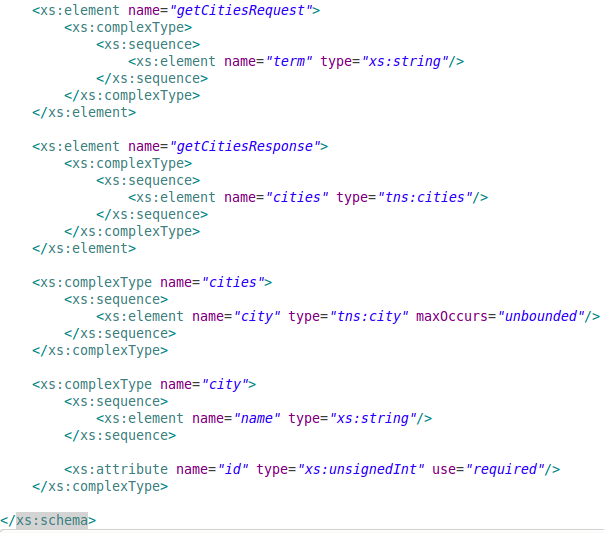 <xs:element name="getCitiesRequest">
<xs:complexType>
<xs:sequence>
<xs:element name="term" type="xs:string"/>
</xs:sequence>
</xs:complexType>
</xs:element>
<xs:element name="getCitiesResponse">
<xs:complexType>
<xs:sequence>
<xs:element name="cities" type="tns:cities"/>
</xs:sequence>
</xs:complexType>
</xs:element>
<xs:complexType name="cities">
<xs:sequence>
<xs:element name="city" type="tns:city" maxOccurs="unbounded"/>
</xs:sequence>
</xs:complexType>
<xs:complexType name="city">
<xs:sequence>
<xs:element name="name" type="xs:string"/>
</xs:sequence>
<xs:attribute name="id" type="xs:unsignedInt" use="required"/>
</xs:complexType>
</xs:schema>